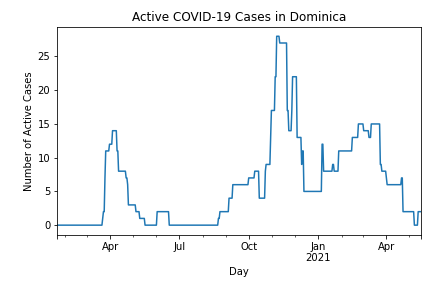 Active COVID-19 Cases in Dominica
Number of Active Cases
25
20
15
10
5
0
Apr
Jul
Oct
Jan
2021
Apr
Day